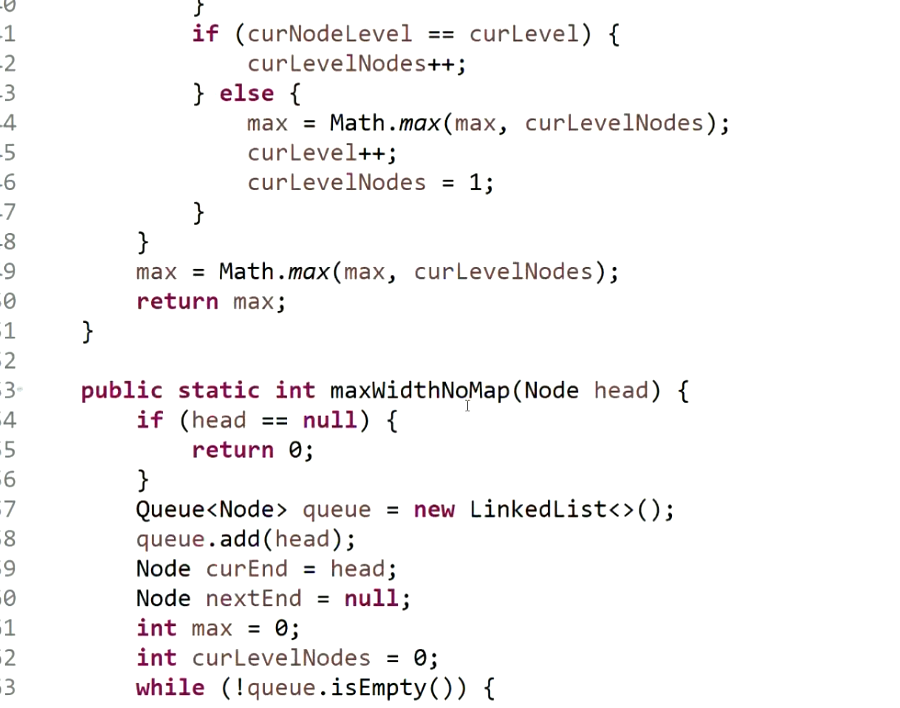 0 }
1 if (curNodeLevel == curLevel) {
2 curLevelNodes++;
3 } else {
4 max = Math.max(max, curLevelNodes);
5 curLevel++;
6 curLevelNodes = 1;
7 }
8 }
9 max = Math.max(max, curLevelNodes);
0 return max;
1 }
2
3 public static int maxWidthNoMap(Node head) {
4 if (head == null) {
5 return 0;
6 }
7 Queue<Node> queue = new LinkedList<>();
8 queue.add(head);
9 Node curEnd = head;
0 Node nextEnd = null;
1 int max = 0;
2 int curLevelNodes = 0;
3 while (!queue.isEmpty()) {